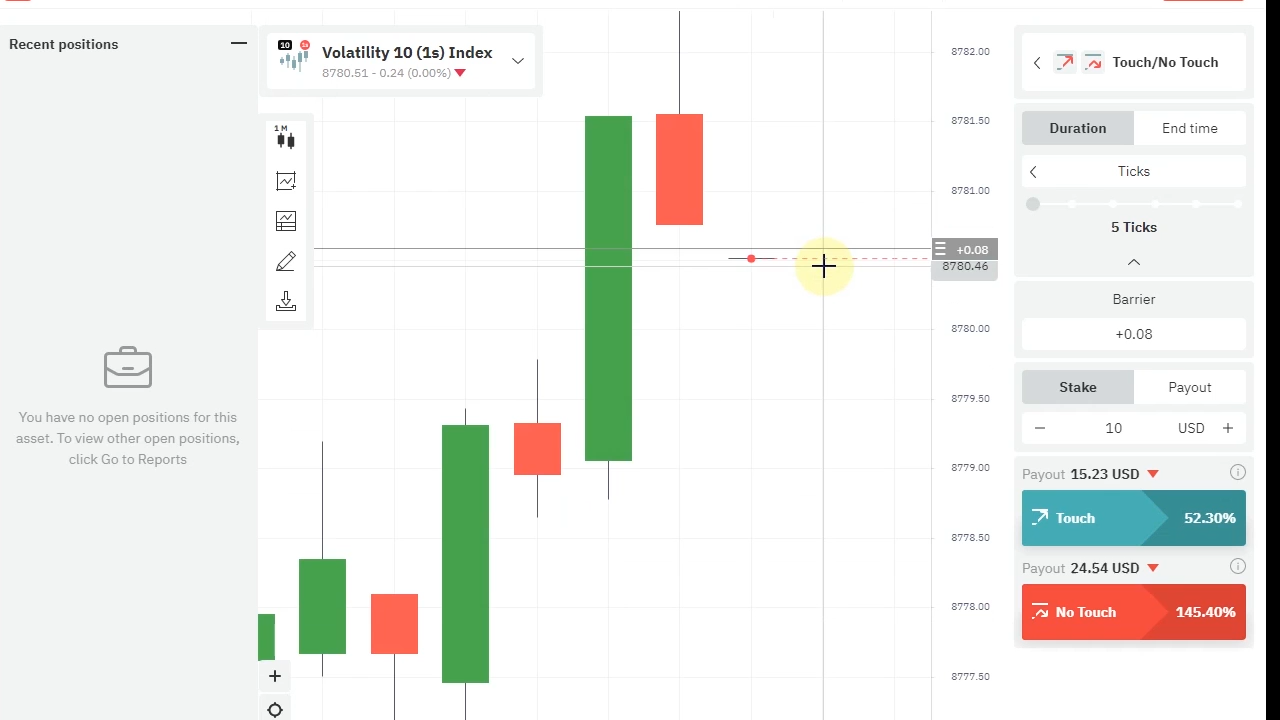 Recent positions
You have no open positions for this
asset. To view other open positions,
click Go to Reports
10
1s
Volatility 10 (1s) Index
8780.51 - 0.24 (0.00%)
1 M
8782.00
8781.50
8781.00
+0.08
8780.46
8780.00
8779.50
8779.00
8778.50
8778.00
8777.50
Touch/No Touch
Duration
End time
Ticks
5 Ticks
Barrier
+0.08
Stake
Payout
− 10 USD +
Payout 15.23 USD
Touch 52.30%
Payout 24.54 USD
No Touch 145.40%